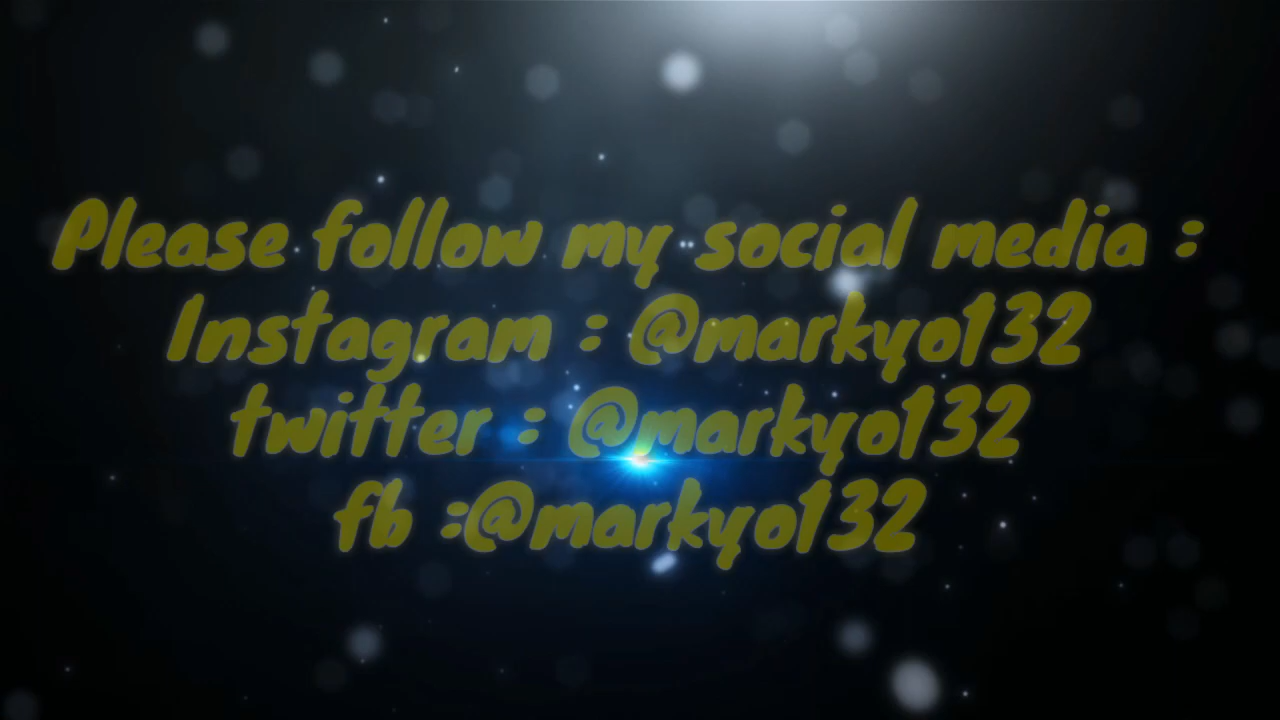 Please follow my social media :
Instagram : @markyo132
twitter : @markyo132
fb :@markyo132